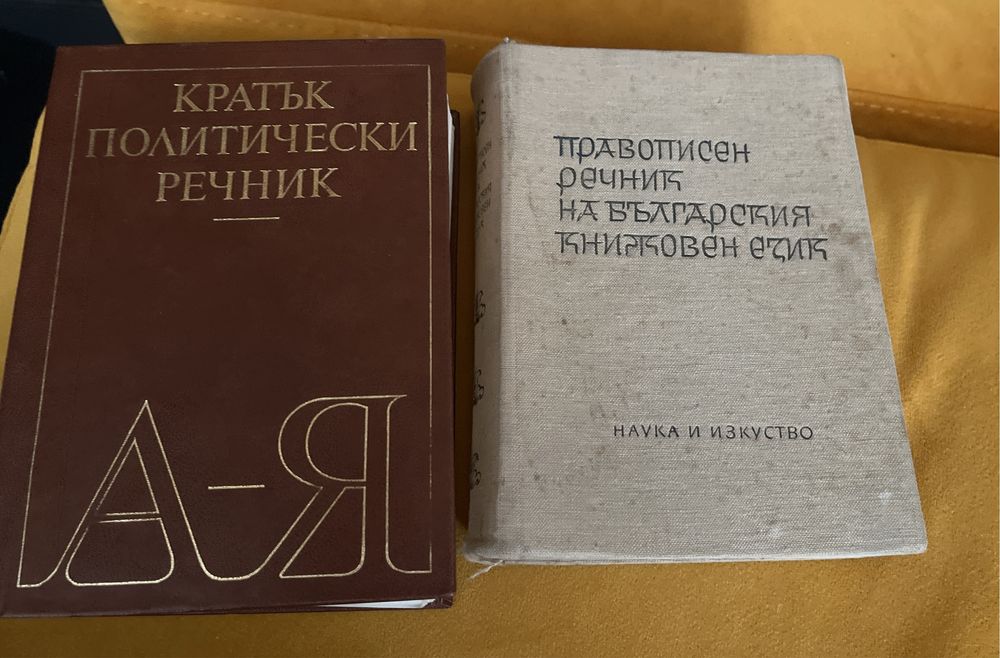 КРАТЪК
ПОЛИТИЧЕСКИ
РЕЧНИК
А-Я
ПРАВОПИСЕН
РЕЧНИК
НА БЪЛГАРСКИЯ
КНИЖОВЕН ЕЗИК
НАУКА И ИЗКУСТВО